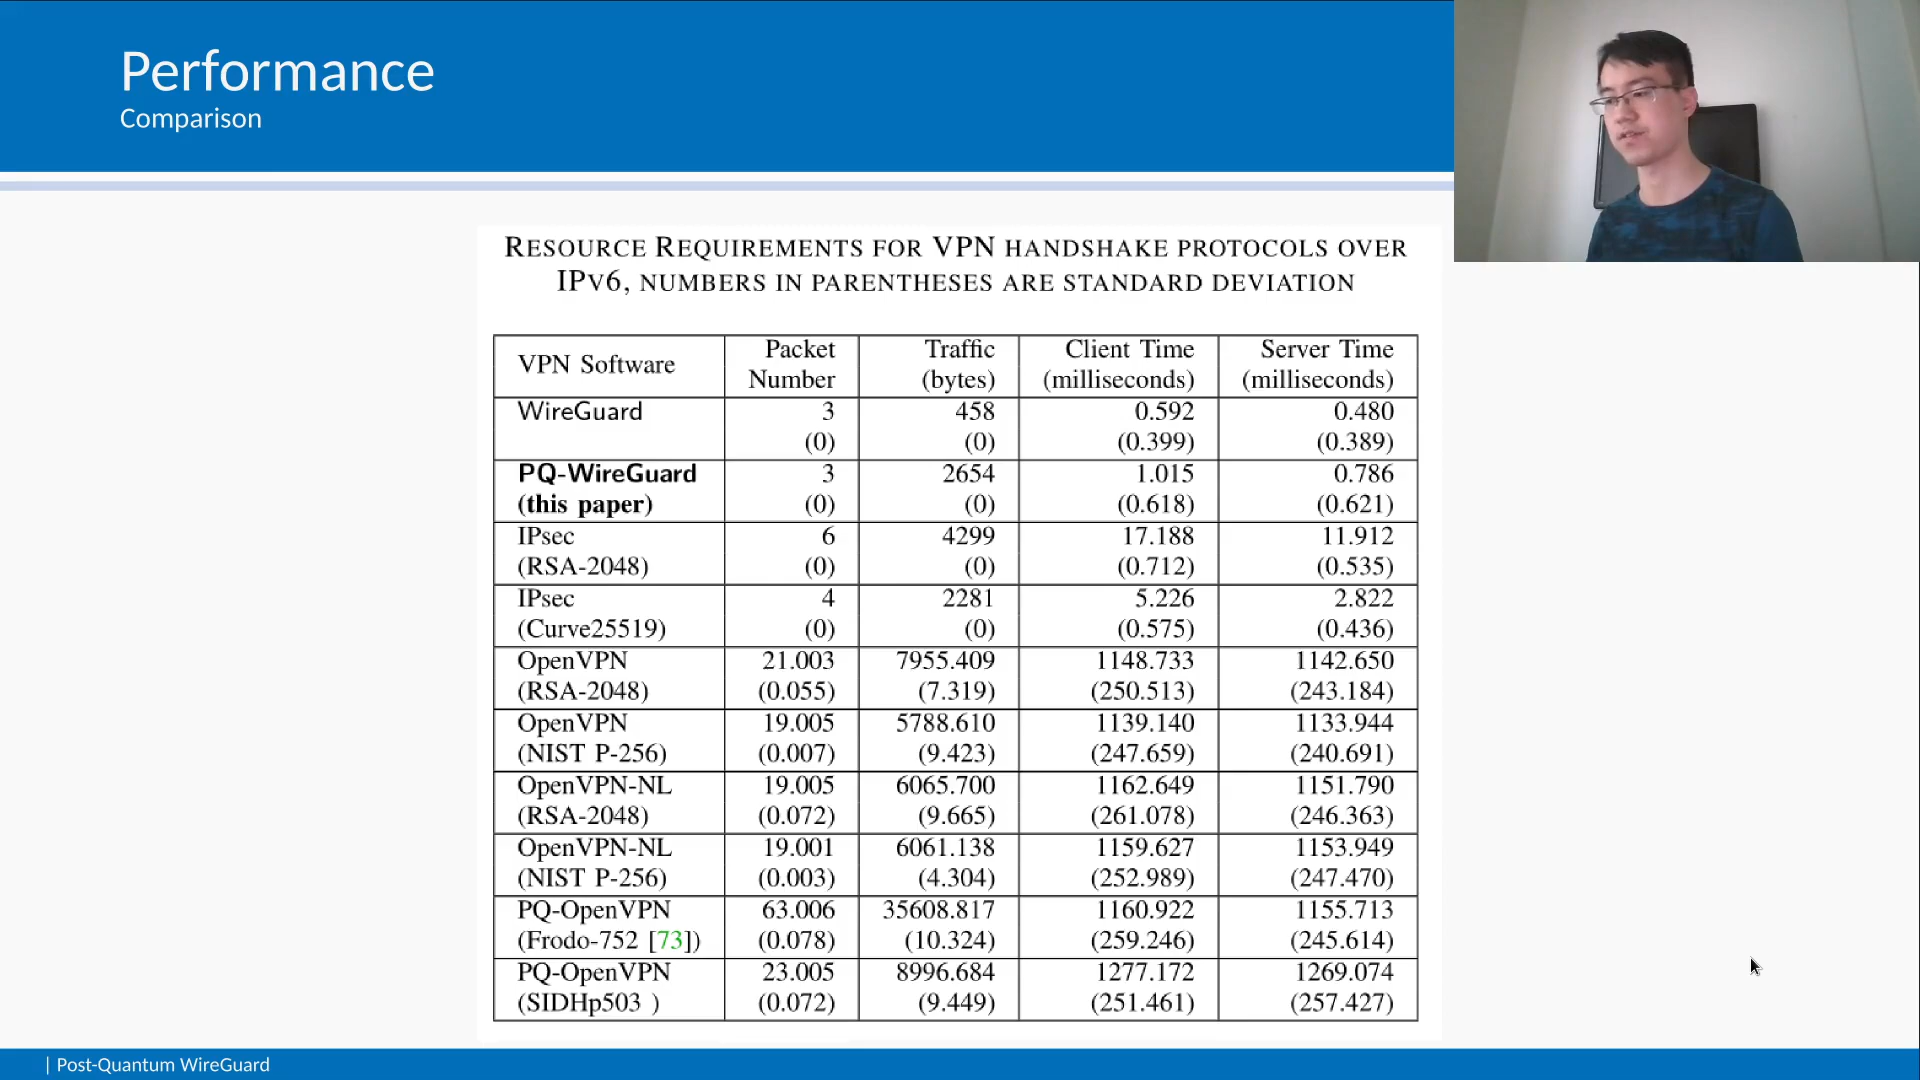 Performance
Comparison
RESOURCE REQUIREMENTS FOR VPN HANDSHAKE PROTOCOLS OVER
IPV6, NUMBERS IN PARENTHESES ARE STANDARD DEVIATION
VPN Software | Packet Number | Traffic (bytes) | Client Time (milliseconds) | Server Time (milliseconds)
WireGuard 3 458 0.592 0.480
(0) (0) (0.399) (0.389)
PQ-WireGuard 3 2654 1.015 0.786
(this paper) (0) (0) (0.618) (0.621)
IPsec 6 4299 17.188 11.912
(RSA-2048) (0) (0) (0.712) (0.535)
IPsec 4 2281 5.226 2.822
(Curve25519) (0) (0) (0.575) (0.436)
OpenVPN 21.003 7955.409 1148.733 1142.650
(RSA-2048) (0.055) (7.319) (250.513) (243.184)
OpenVPN 19.005 5788.610 1139.140 1133.944
(NIST P-256) (0.007) (9.423) (247.659) (240.691)
OpenVPN-NL 19.005 6065.700 1162.649 1151.790
(RSA-2048) (0.072) (9.665) (261.078) (246.363)
OpenVPN-NL 19.001 6061.138 1159.627 1153.949
(NIST P-256) (0.003) (4.304) (252.989) (247.470)
PQ-OpenVPN 63.006 35608.817 1160.922 1155.713
(Frodo-752 [73]) (0.078) (10.324) (259.246) (245.614)
PQ-OpenVPN 23.005 8996.684 1277.172 1269.074
(SIDHp503 ) (0.072) (9.449) (251.461) (257.427)
| Post-Quantum WireGuard